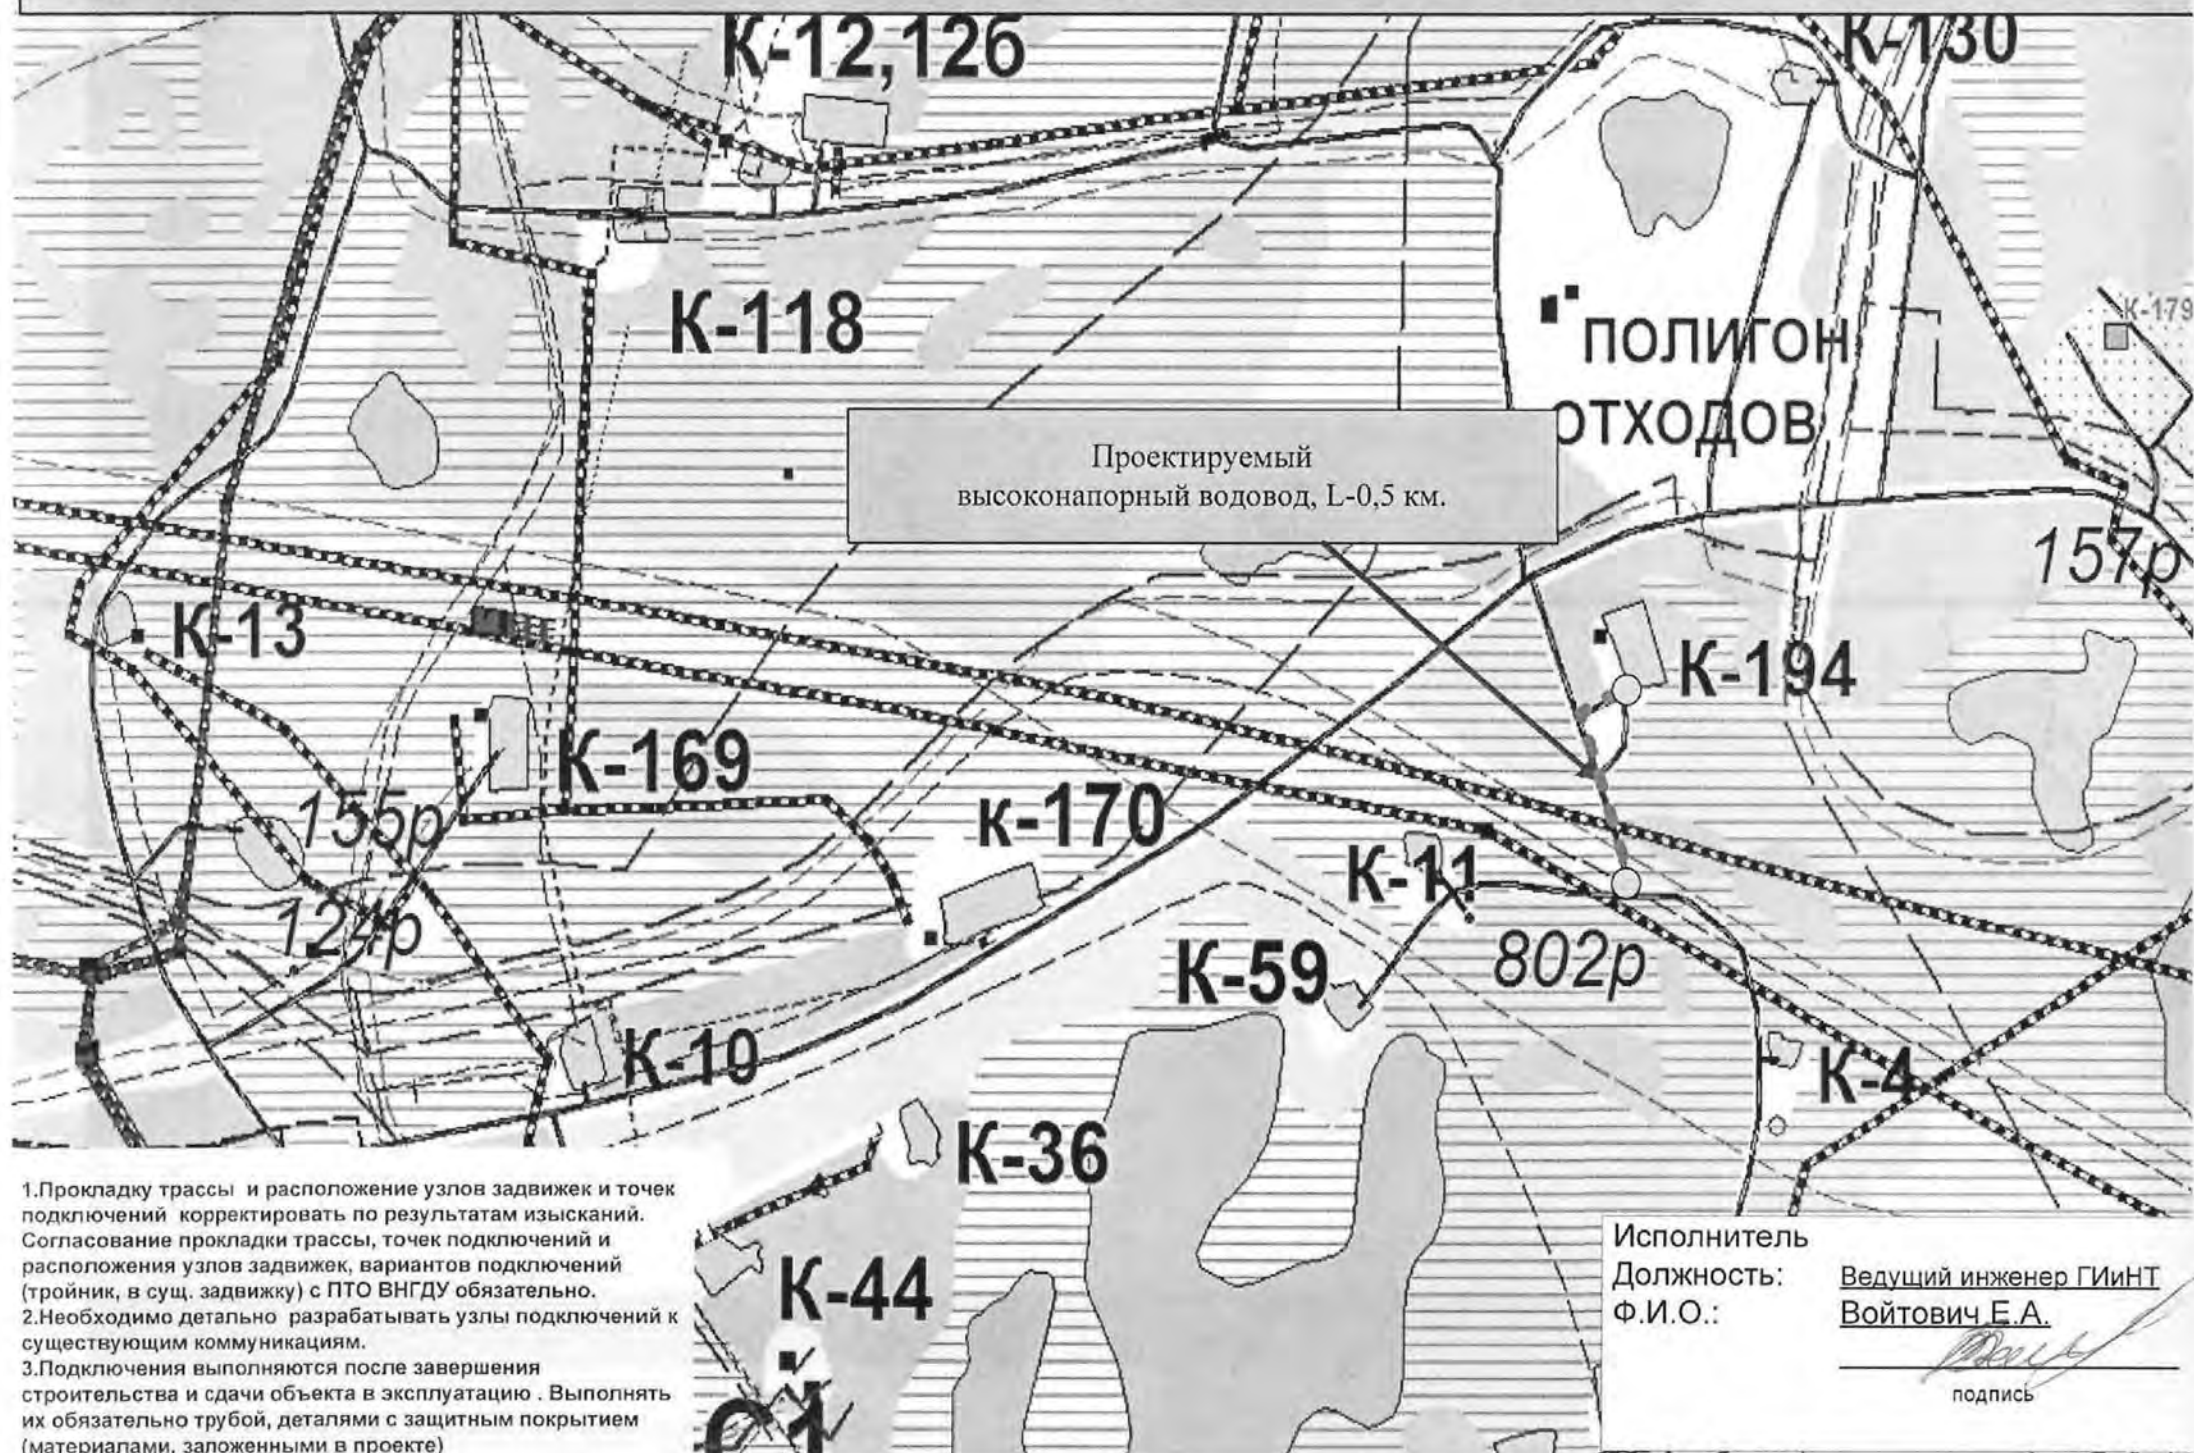 К-12,12б
К-130
К-118
К-179
ПОЛИГОН
ОТХОДОВ
Проектируемый
высоконапорный водовод, L-0,5 км.
157р
К-13
К-194
К-169
155р
к-170
К-11
124р
К-59
802р
К-10
К-4
К-36
К-44
1.Прокладку трассы и расположение узлов задвижек и точек
подключений корректировать по результатам изысканий.
Согласование прокладки трассы, точек подключений и
расположения узлов задвижек, вариантов подключений
(тройник, в сущ. задвижку) с ПТО ВНГДУ обязательно.
2.Необходимо детально разрабатывать узлы подключений к
существующим коммуникациям.
3.Подключения выполняются после завершения
строительства и сдачи объекта в эксплуатацию . Выполнять
их обязательно трубой, деталями с защитным покрытием
(материалами, заложенными в проекте)
Исполнитель
Должность: Ведущий инженер ГИиНТ
Ф.И.О.: Войтович Е.А.
подпись